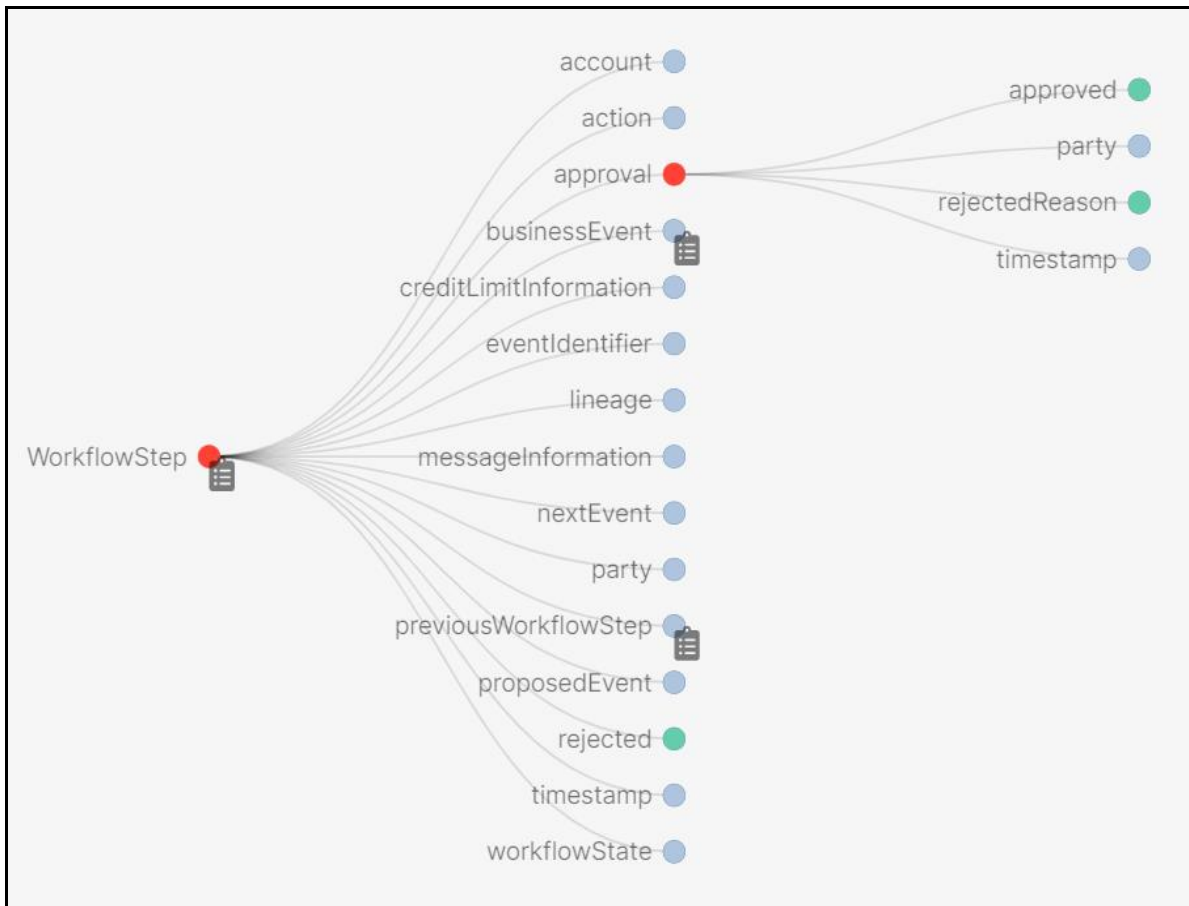 account
action
approval
businessEvent
creditLimitInformation
eventIdentifier
lineage
WorkflowStep
messageInformation
nextEvent
party
previousWorkflowStep
proposedEvent
rejected
timestamp
workflowState
approved
party
rejectedReason
timestamp